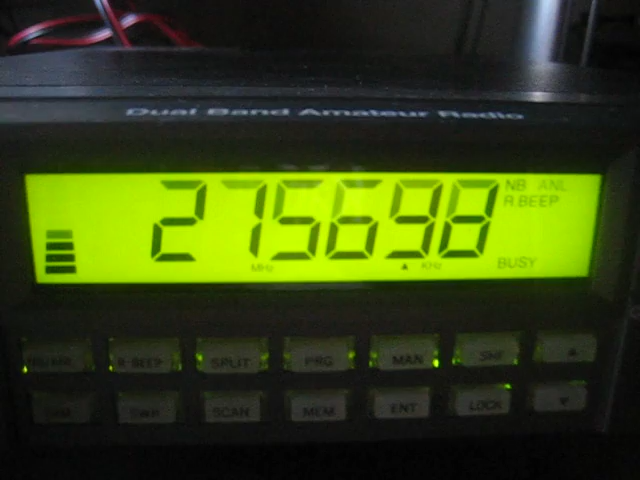 Dual Band Amateur Radio
275698
NB ANL
R.BEEP
MHz ▲ KHz BUSY
R.BEEP SPLIT PRG MAN SHF ▲
SWR SCAN MEM ENT LOCK ▼